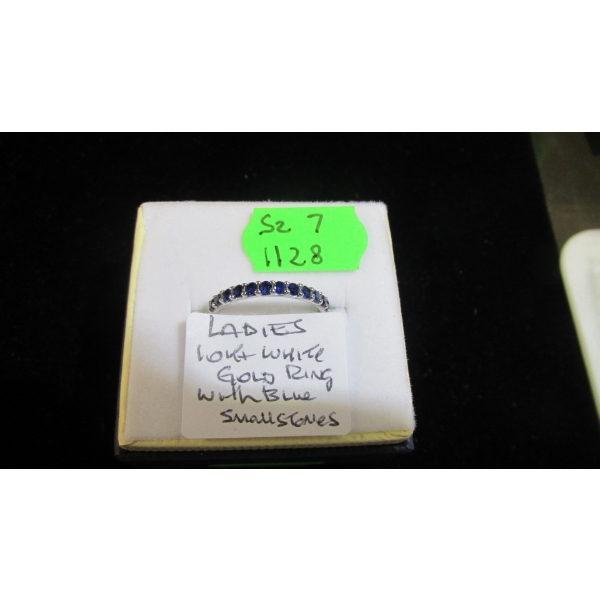 Sz 7
1128
LADIES
10Kt WHITE
GOLD RING
With Blue
SmallSTONES